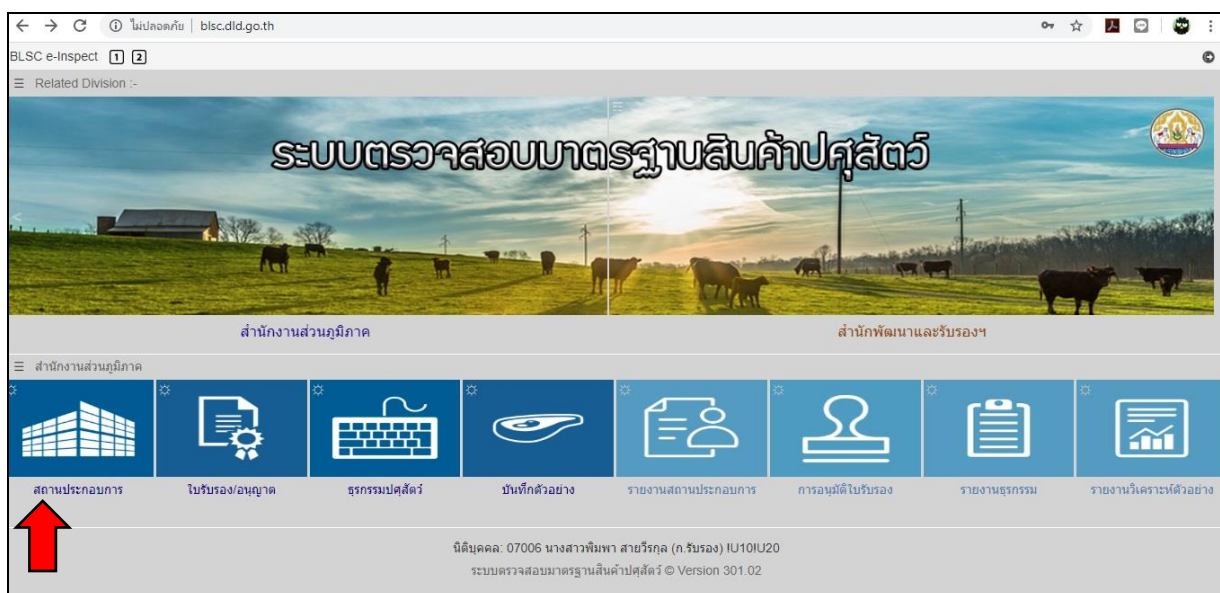 ไม่ปลอดภัย | blsc.dld.go.th
BLSC e-Inspect 1 2
Related Division :-
ระบบตรวจสอบมาตรฐานสินค้าปศุสัตว์
สำนักงานส่วนภูมิภาค
สำนักพัฒนาและรับรองฯ
สำนักงานส่วนภูมิภาค
สถานประกอบการ
ใบรับรอง/อนุญาต
ธุรกรรมปศุสัตว์
บันทึกตัวอย่าง
รายงานสถานประกอบการ
การอนุมัติใบรับรอง
รายงานธุรกรรม
รายงานวิเคราะห์ตัวอย่าง
นิติบุคคล: 07006 นางสาวพิมพา สายวีรกุล (ก.รับรอง) IU10IU20
ระบบตรวจสอบมาตรฐานสินค้าปศุสัตว์ © Version 301.02